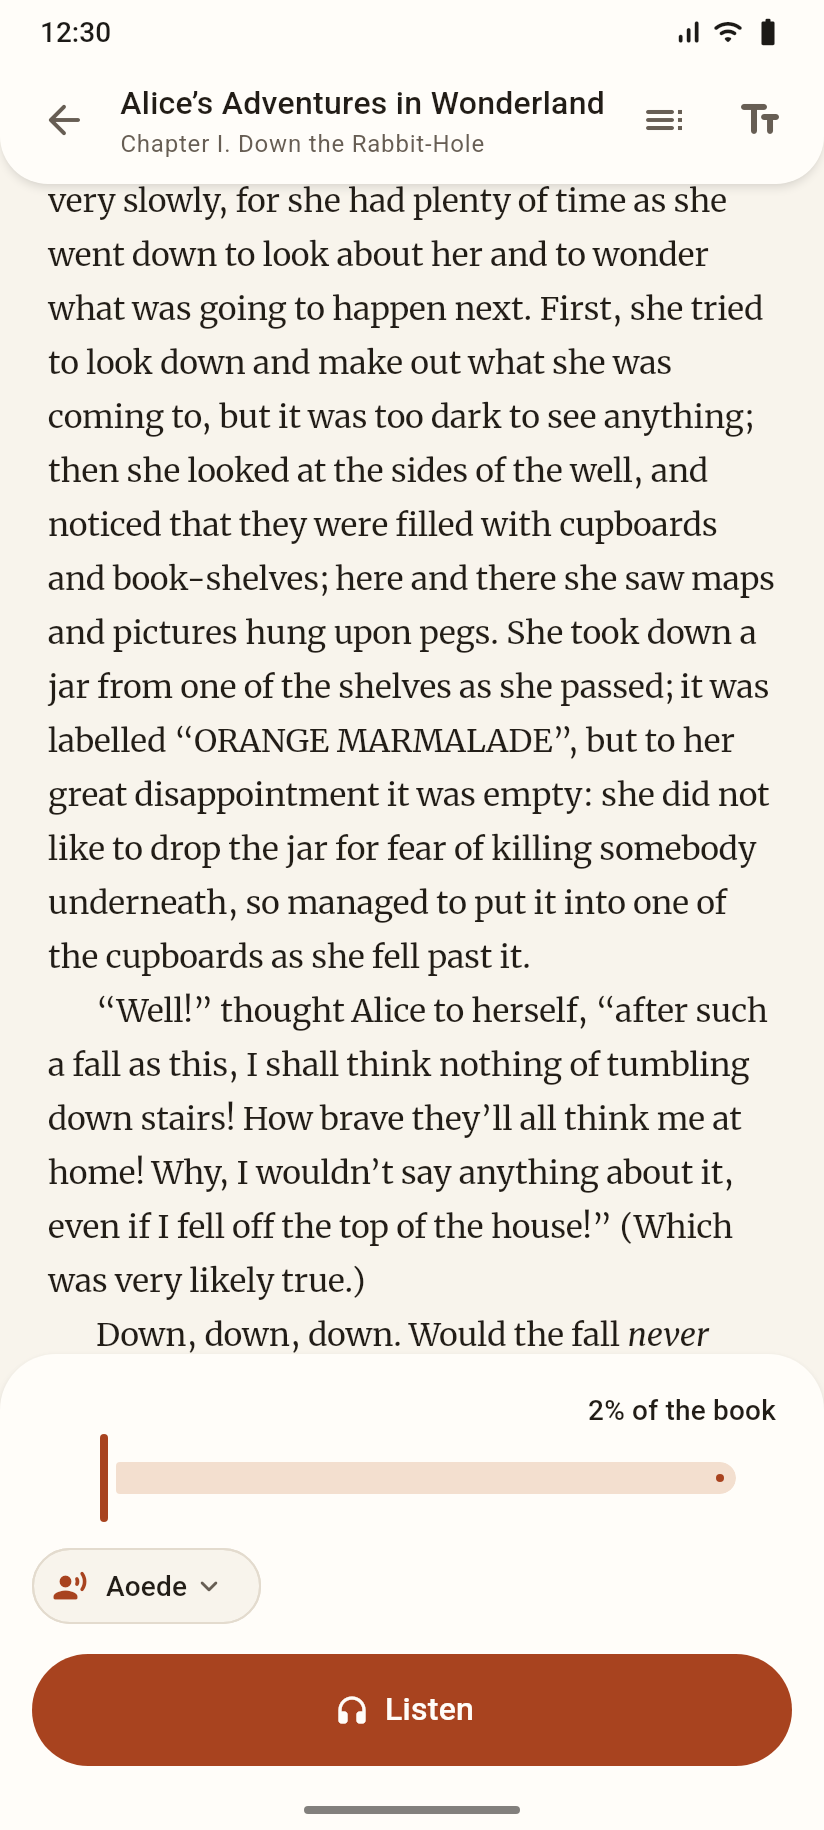 12:30
Alice’s Adventures in Wonderland
Chapter I. Down the Rabbit-Hole
very slowly, for she had plenty of time as she
went down to look about her and to wonder
what was going to happen next. First, she tried
to look down and make out what she was
coming to, but it was too dark to see anything;
then she looked at the sides of the well, and
noticed that they were filled with cupboards
and book-shelves; here and there she saw maps
and pictures hung upon pegs. She took down a
jar from one of the shelves as she passed; it was
labelled “ORANGE MARMALADE”, but to her
great disappointment it was empty: she did not
like to drop the jar for fear of killing somebody
underneath, so managed to put it into one of
the cupboards as she fell past it.
“Well!” thought Alice to herself, “after such
a fall as this, I shall think nothing of tumbling
down stairs! How brave they’ll all think me at
home! Why, I wouldn’t say anything about it,
even if I fell off the top of the house!” (Which
was very likely true.)
Down, down, down. Would the fall never
2% of the book
Aoede
Listen